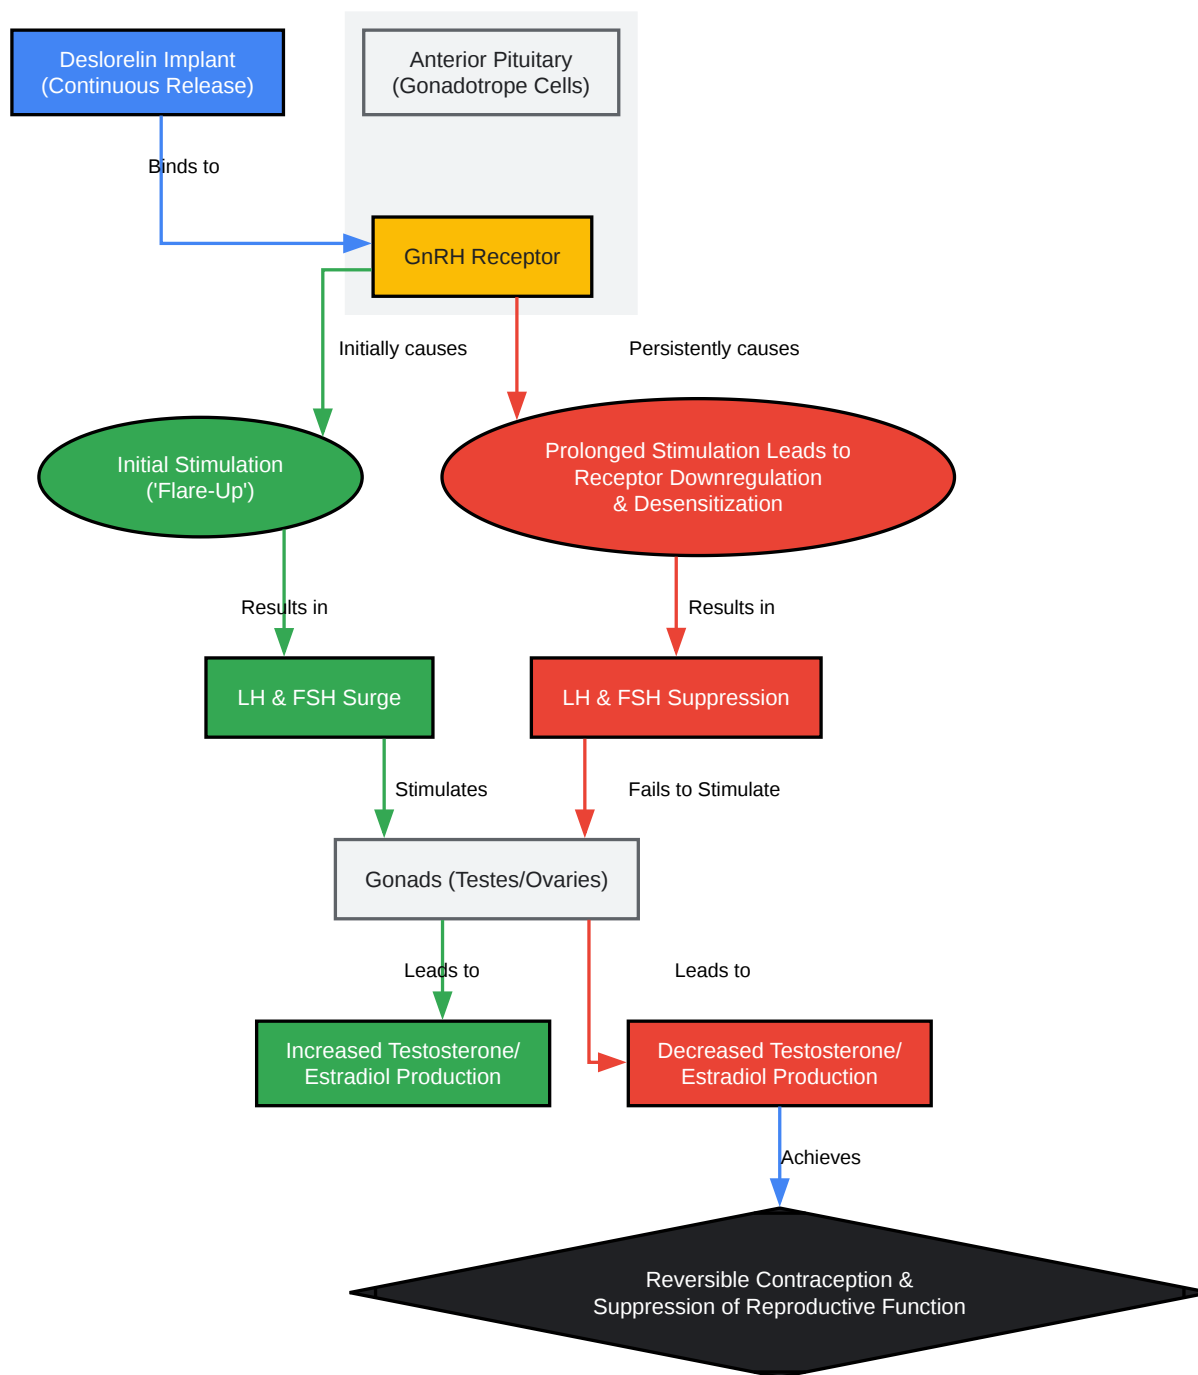 Deslorelin Implant
(Continuous Release)
Anterior Pituitary
(Gonadotrope Cells)
Binds to
GnRH Receptor
Initially causes
Persistently causes
Initial Stimulation
('Flare-Up')
Prolonged Stimulation Leads to
Receptor Downregulation
& Desensitization
Results in
Results in
LH & FSH Surge
LH & FSH Suppression
Stimulates
Fails to Stimulate
Gonads (Testes/Ovaries)
Leads to
Leads to
Increased Testosterone/
Estradiol Production
Decreased Testosterone/
Estradiol Production
Achieves
Reversible Contraception &
Suppression of Reproductive Function